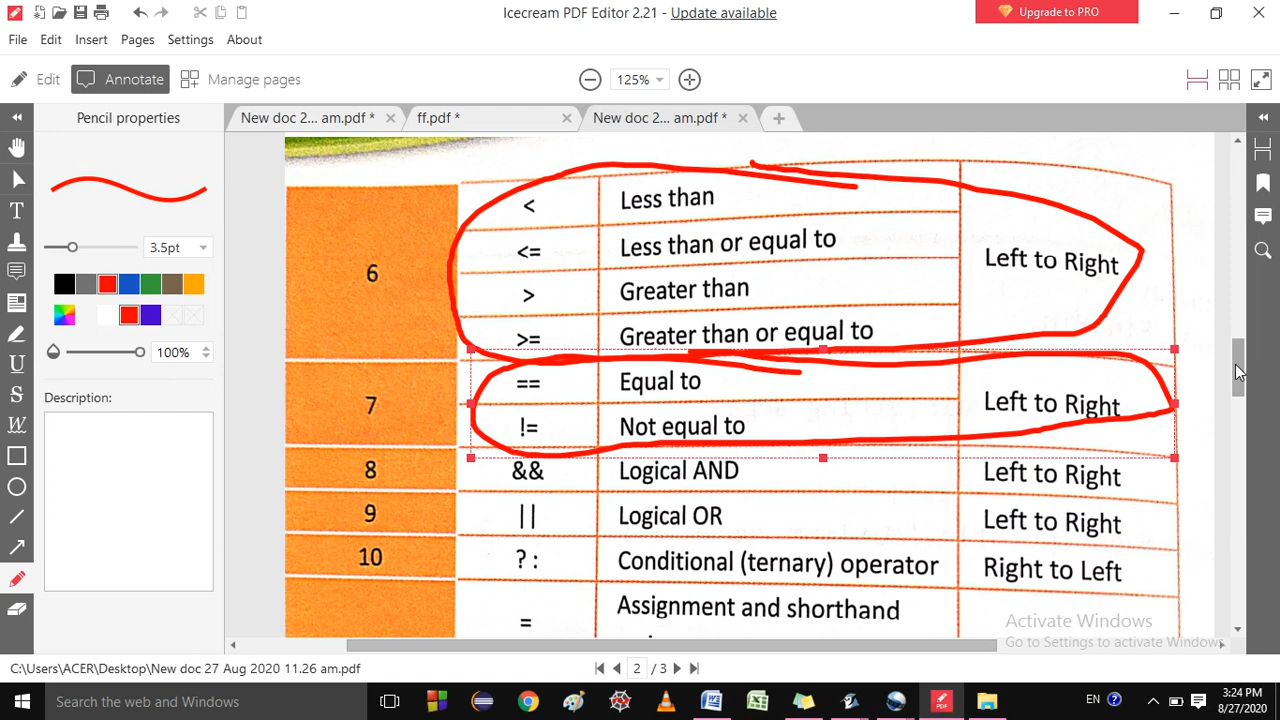 Icecream PDF Editor 2.21 - Update available
Upgrade to PRO
File Edit Insert Pages Settings About
Edit Annotate Manage pages
125%
Pencil properties
New doc 2... am.pdf *
ff.pdf *
New doc 2... am.pdf *
3.5pt
100%
Description:
6
< Less than
<= Less than or equal to
> Greater than
>= Greater than or equal to
Left to Right
7
== Equal to
!= Not equal to
Left to Right
8 && Logical AND Left to Right
9 || Logical OR Left to Right
10 ? : Conditional (ternary) operator Right to Left
= Assignment and shorthand
Activate Windows
Go to Settings to activate Windows.
C:\Users\ACER\Desktop\New doc 27 Aug 2020 11.26 am.pdf
2 / 3
Search the web and Windows
EN
3:24 PM
8/27/2020